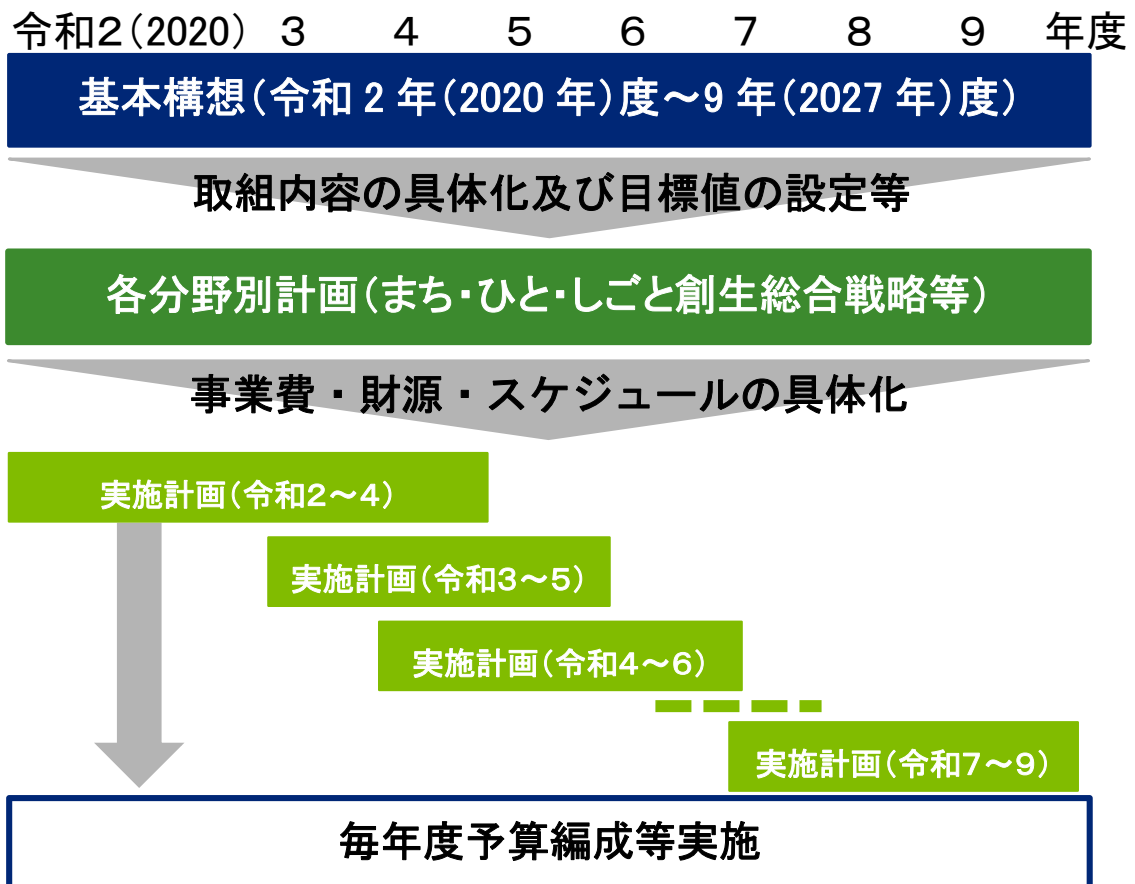 令和2(2020) 3 4 5 6 7 8 9 年度
基本構想(令和2年(2020年)度～9年(2027年)度)
取組内容の具体化及び目標値の設定等
各分野別計画(まち・ひと・しごと創生総合戦略等)
事業費・財源・スケジュールの具体化
実施計画(令和2～4)
実施計画(令和3～5)
実施計画(令和4～6)
実施計画(令和7～9)
毎年度予算編成等実施